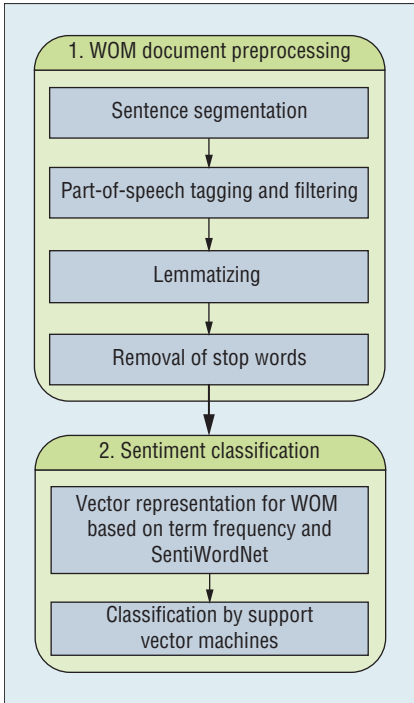 1. WOM document preprocessing
Sentence segmentation
Part-of-speech tagging and filtering
Lemmatizing
Removal of stop words
2. Sentiment classification
Vector representation for WOM
based on term frequency and
SentiWordNet
Classification by support
vector machines